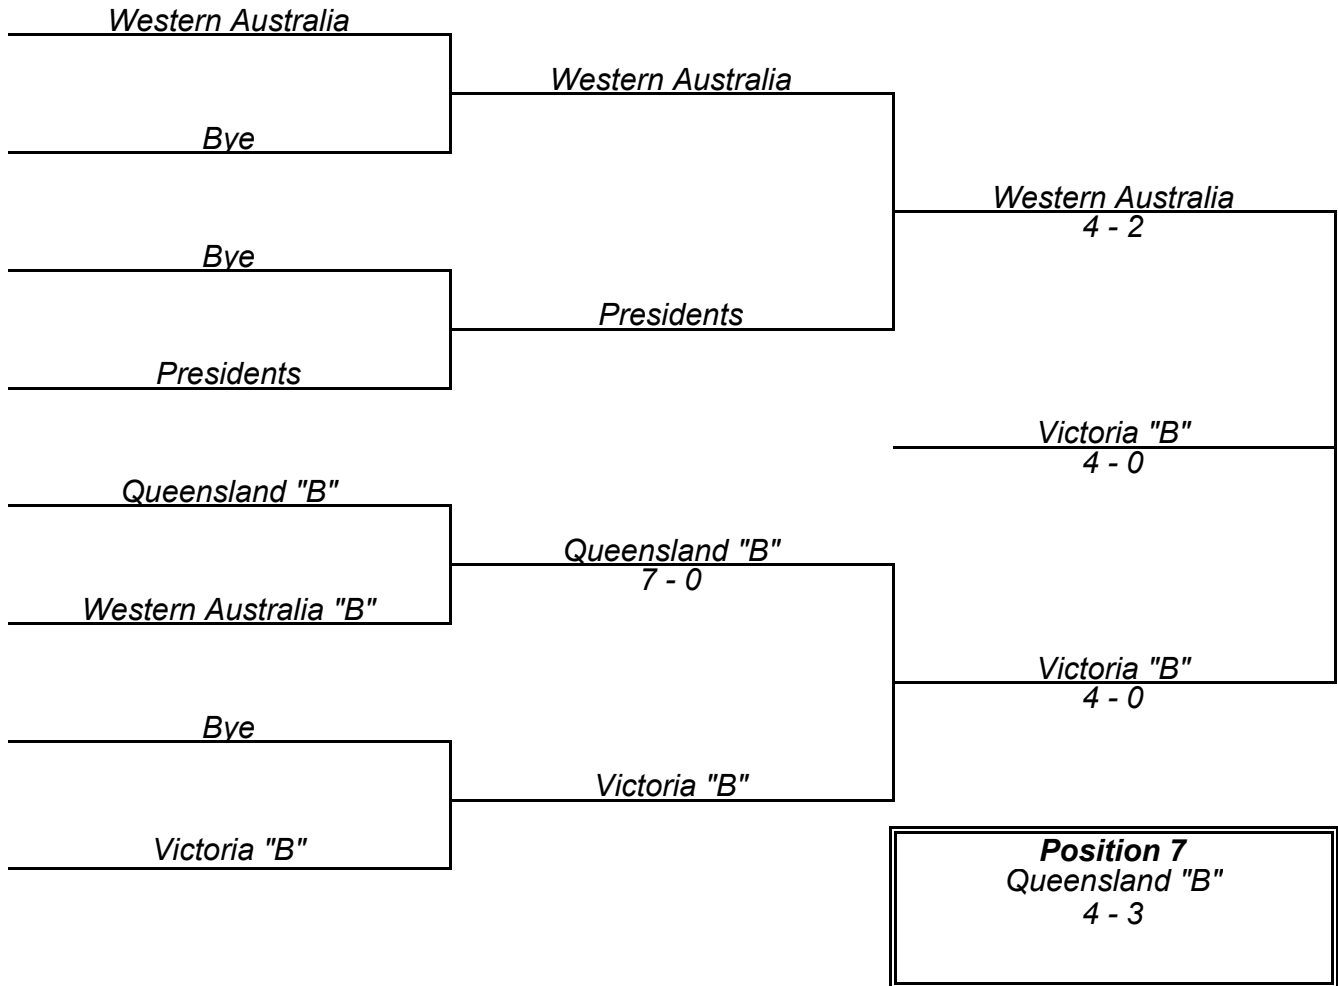 Western Australia
Western Australia
Bye
Western Australia
4 - 2
Bye
Presidents
Presidents
Victoria "B"
4 - 0
Queensland "B"
Queensland "B"
7 - 0
Western Australia "B"
Victoria "B"
4 - 0
Bye
Victoria "B"
Victoria "B"
Position 7
Queensland "B"
4 - 3